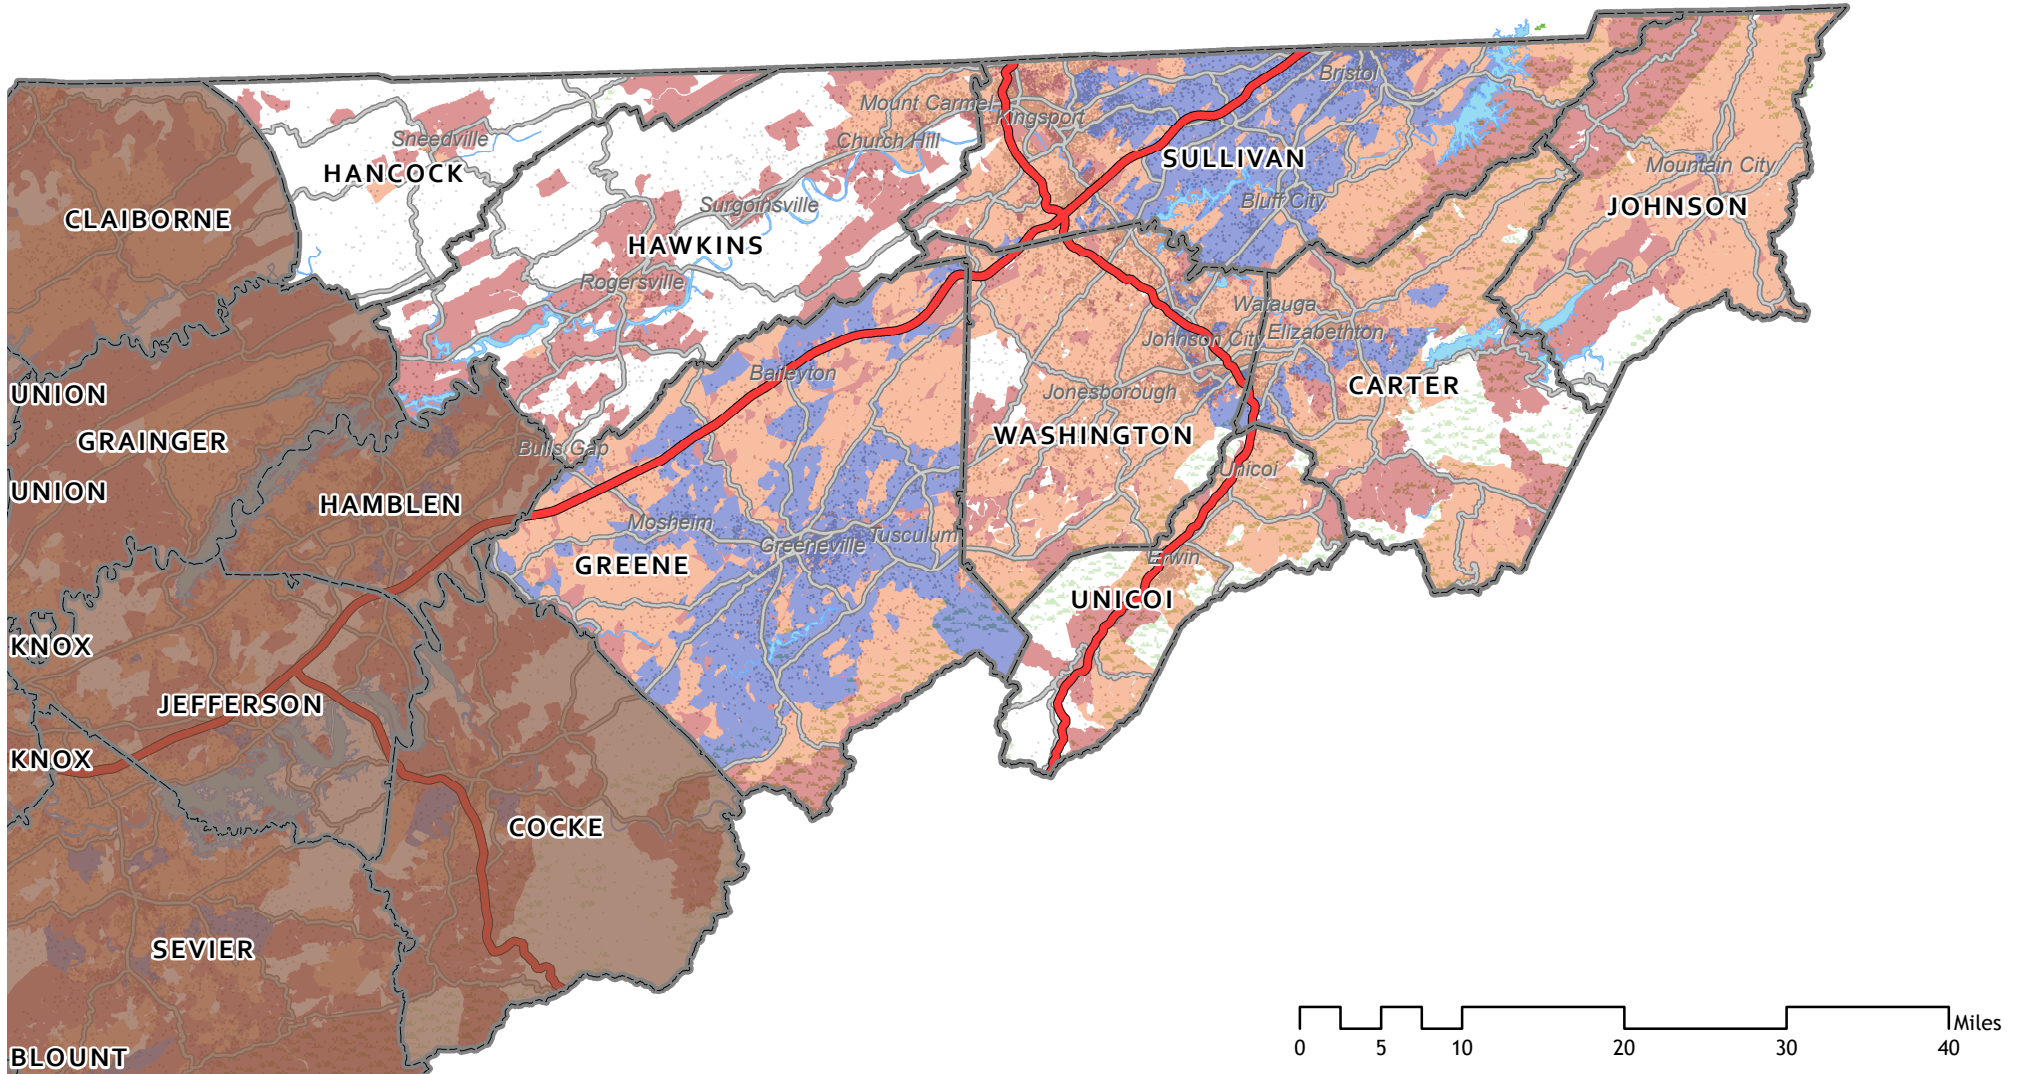 Bristol
Mount Carmel
Kingsport
Church Hill
Sneedville
SULLIVAN
HANCOCK
Mountain City
Bluff City
JOHNSON
Surgoinsville
CLAIBORNE
HAWKINS
Rogersville
Watauga
Johnson City
Elizabethton
Baileyton
CARTER
Jonesborough
UNION
WASHINGTON
GRAINGER
Bulls Gap
Unicoi
UNION
HAMBLEN
Mosheim
Tusculum
Greeneville
Erwin
GREENE
UNICOI
KNOX
JEFFERSON
KNOX
COCKE
SEVIER
BLOUNT
Miles
0 5 10 20 30 40